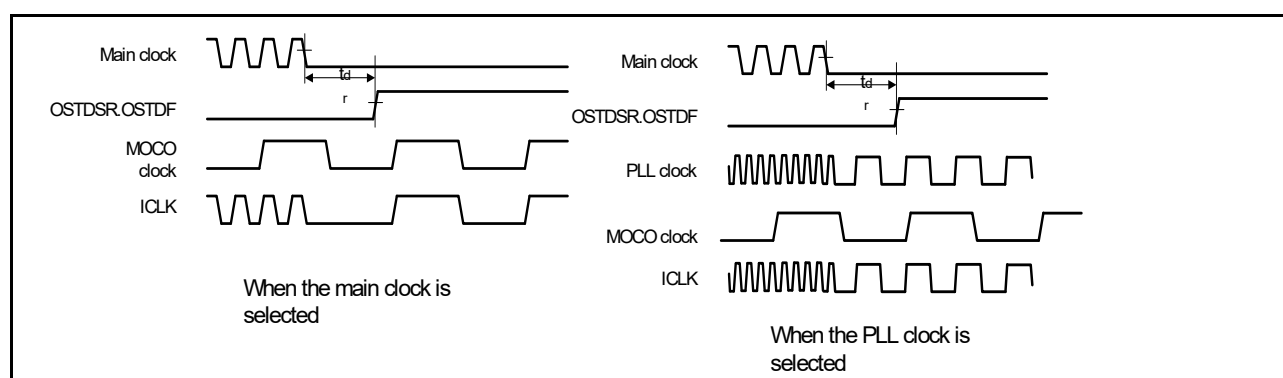 Main clock
td
r
OSTDSR.OSTDF
MOCO
clock
ICLK
When the main clock is
selected
Main clock
td
r
OSTDSR.OSTDF
PLL clock
MOCO clock
ICLK
When the PLL clock is
selected